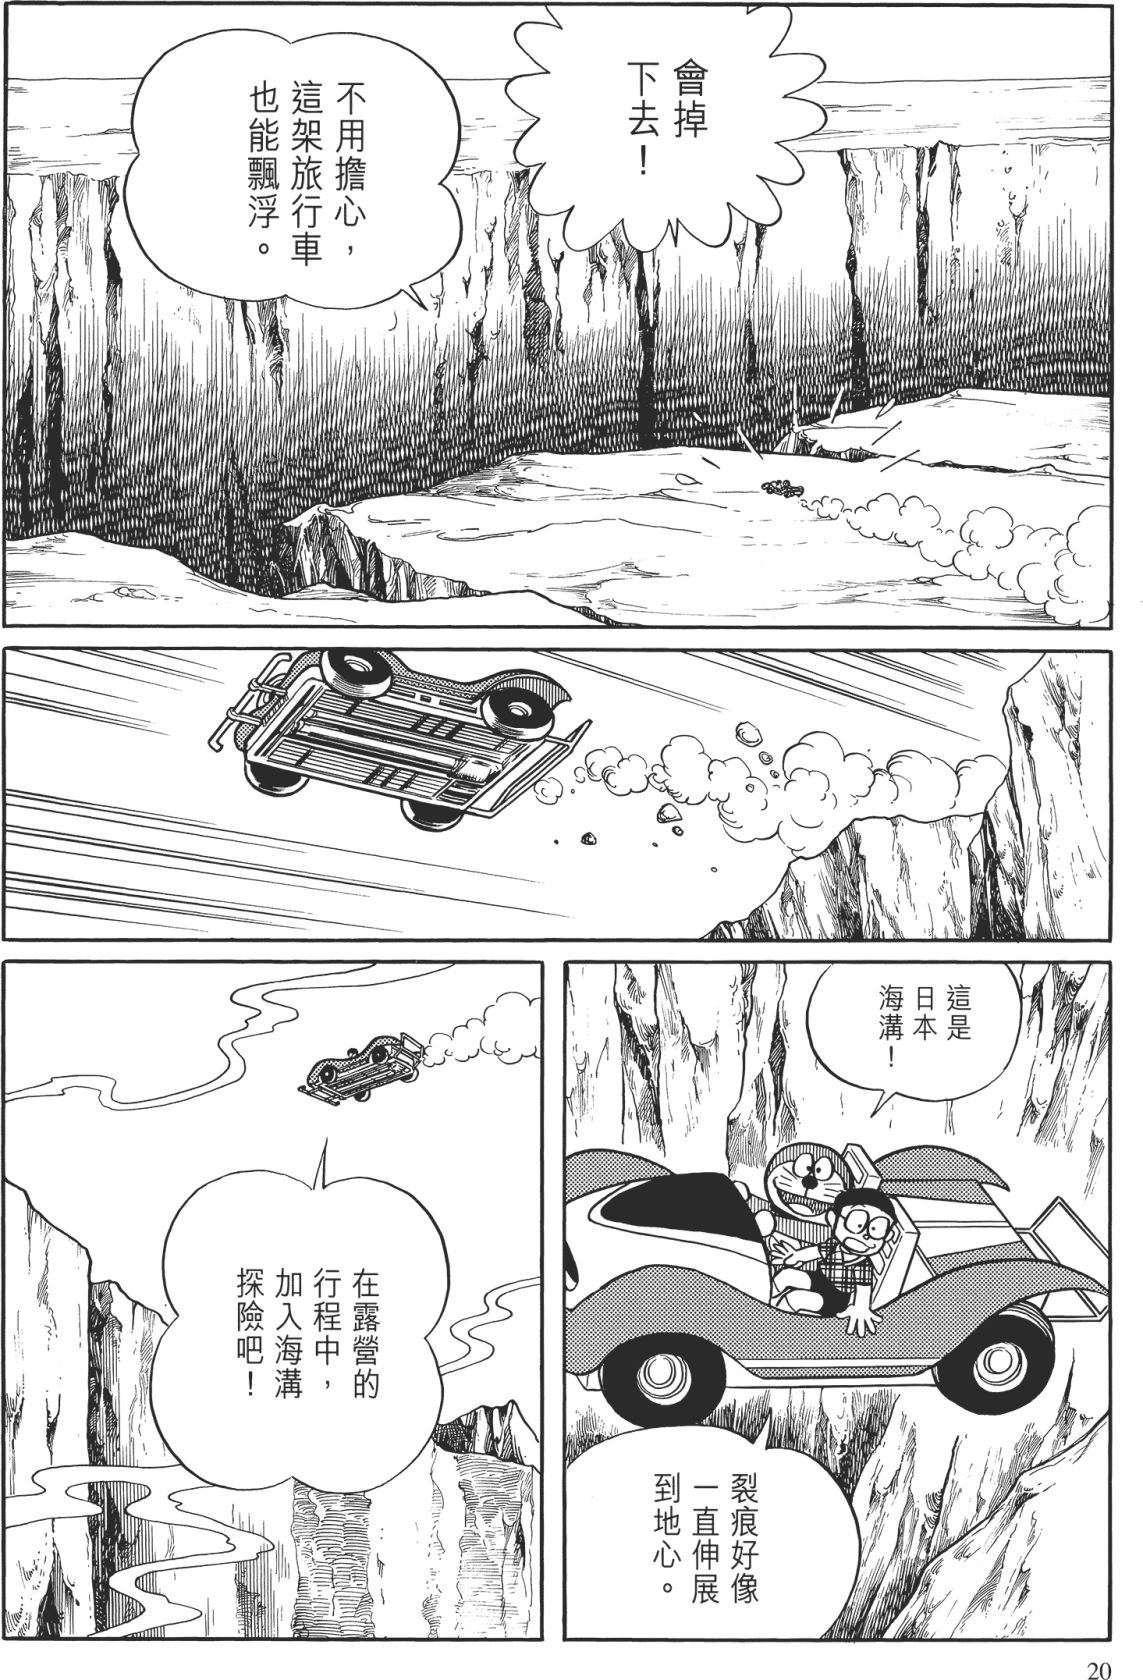 會掉
下去！
不用擔心，
這架旅行車
也能飄浮。
這是
日本
海溝！
裂痕好像
一直伸展
到地心。
在露營的
行程中，
加入海溝
探險吧！
20